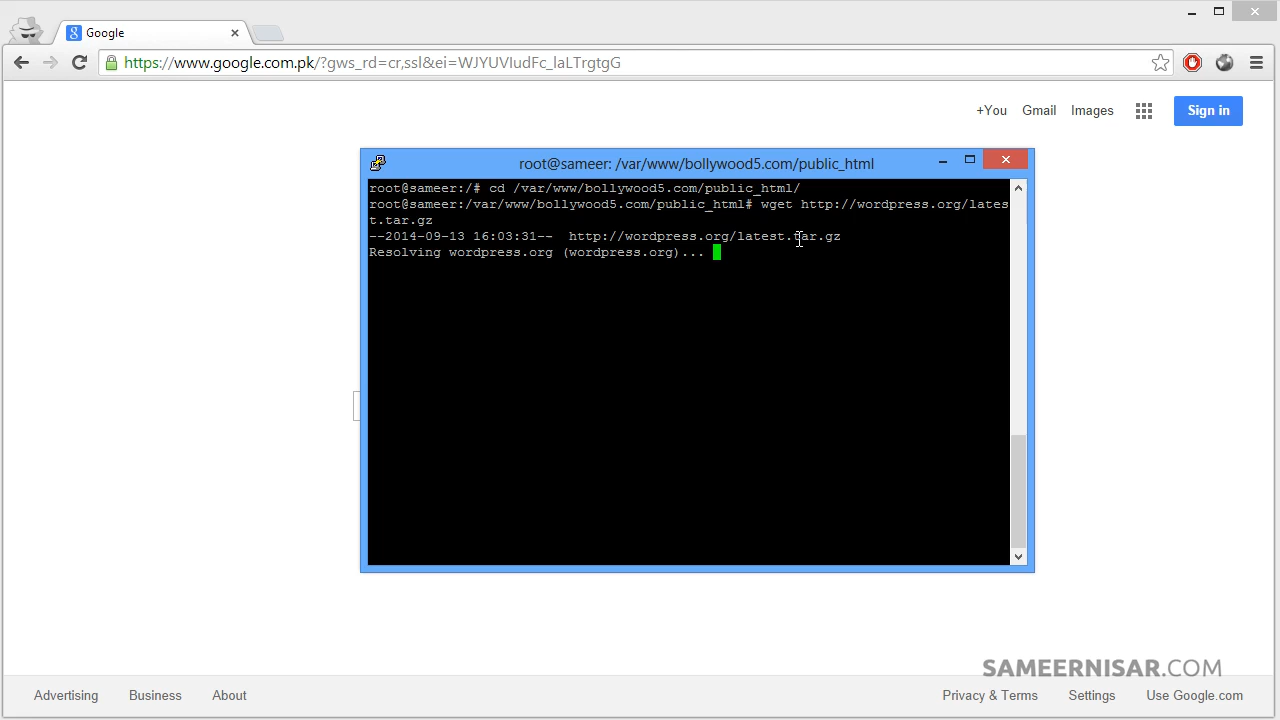 Google
https://www.google.com.pk/?gws_rd=cr,ssl&ei=WJYUVIudFc_laLTrgtgG
+You Gmail Images Sign in
root@sameer: /var/www/bollywood5.com/public_html
root@sameer:/# cd /var/www/bollywood5.com/public_html/
root@sameer:/var/www/bollywood5.com/public_html# wget http://wordpress.org/lates
t.tar.gz
--2014-09-13 16:03:31-- http://wordpress.org/latest.tar.gz
Resolving wordpress.org (wordpress.org)...
SAMEERNISAR.COM
Advertising Business About Privacy & Terms Settings Use Google.com